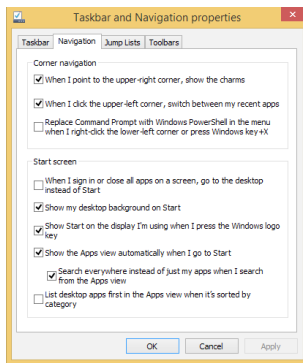 Taskbar and Navigation properties
Taskbar Navigation Jump Lists Toolbars
Corner navigation
When I point to the upper-right corner, show the charms
When I click the upper-left corner, switch between my recent apps
Replace Command Prompt with Windows PowerShell in the menu
when I right-click the lower-left corner or press Windows key+X
Start screen
When I sign in or close all apps on a screen, go to the desktop
instead of Start
Show my desktop background on Start
Show Start on the display I'm using when I press the Windows logo
key
Show the Apps view automatically when I go to Start
Search everywhere instead of just my apps when I search
from the Apps view
List desktop apps first in the Apps view when it's sorted by
category
OK Cancel Apply